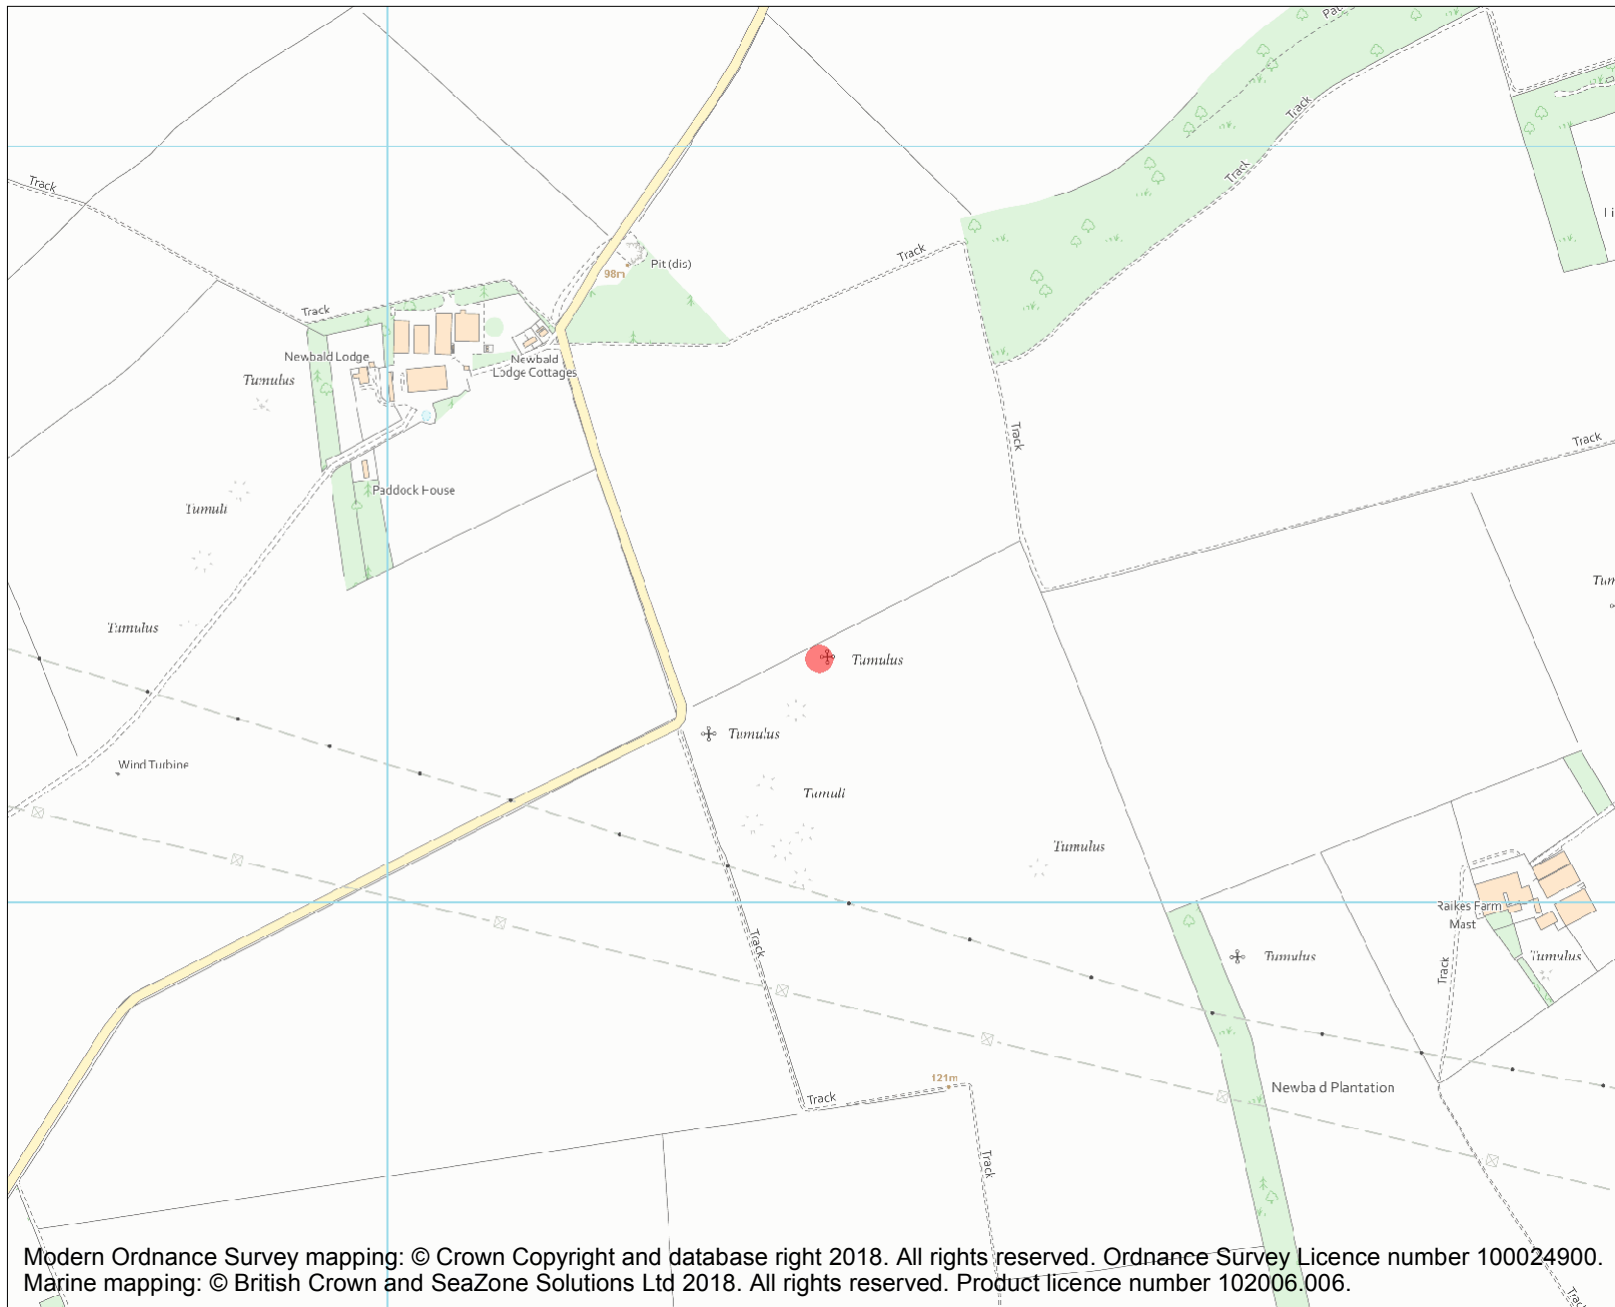 Track
Track
Track
98m
Pit (dis)
Track
Track
Newbald Lodge
Newbald
Lodge Cottages
Tumulus
Track
Track
Paddock House
Tumuli
Tumulus
Tumulus
Tumulus
Wind Turbine
Tumuli
Tumulus
Raikes Farm
Mast
Track
Tumulus
Tumulus
Track
121m
Track
Newba d Plantation
Track
Modern Ordnance Survey mapping: © Crown Copyright and database right 2018. All rights reserved. Ordnance Survey Licence number 100024900.
Marine mapping: © British Crown and SeaZone Solutions Ltd 2018. All rights reserved. Product licence number 102006.006.